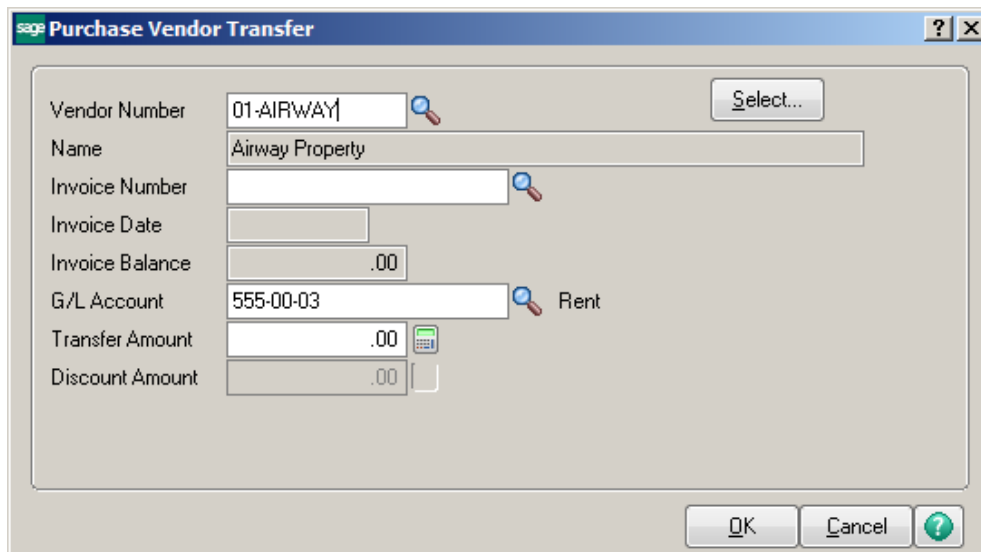 sage Purchase Vendor Transfer ? X
Vendor Number 01-AIRWAY Select...
Name Airway Property
Invoice Number
Invoice Date
Invoice Balance .00
G/L Account 555-00-03 Rent
Transfer Amount .00
Discount Amount .00
OK Cancel ?